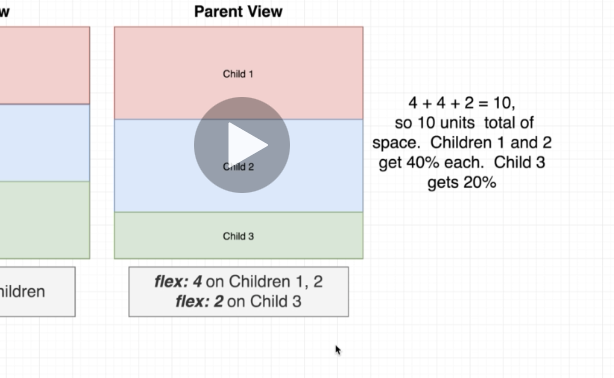 w
Parent View
Child 1
Child 2
Child 3
4 + 4 + 2 = 10,
so 10 units total of
space. Children 1 and 2
get 40% each. Child 3
gets 20%
hildren
flex: 4 on Children 1, 2
flex: 2 on Child 3